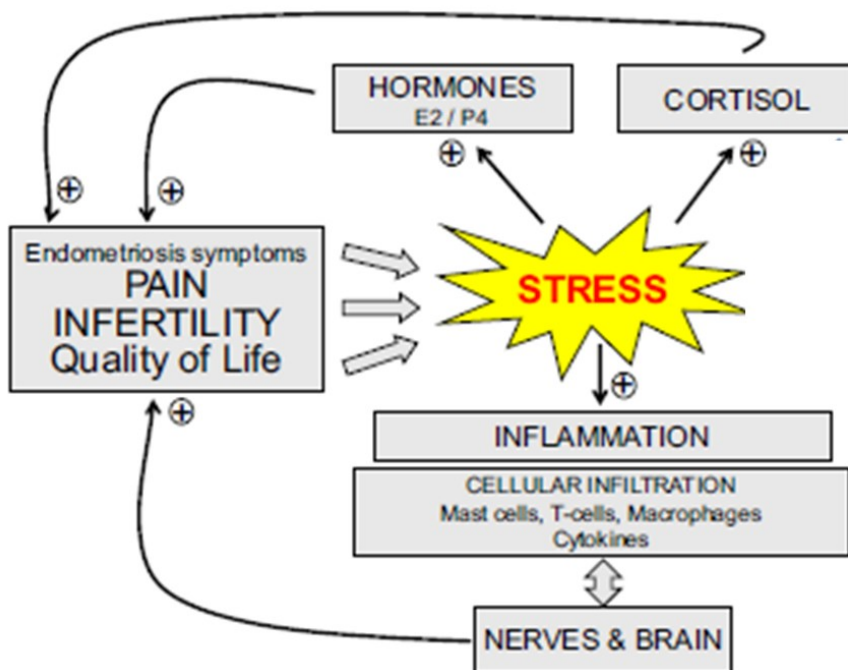 HORMONES
E2 / P4
CORTISOL
Endometriosis symptoms
PAIN
INFERTILITY
Quality of Life
STRESS
INFLAMMATION
CELLULAR INFILTRATION
Mast cells, T-cells, Macrophages
Cytokines
NERVES & BRAIN